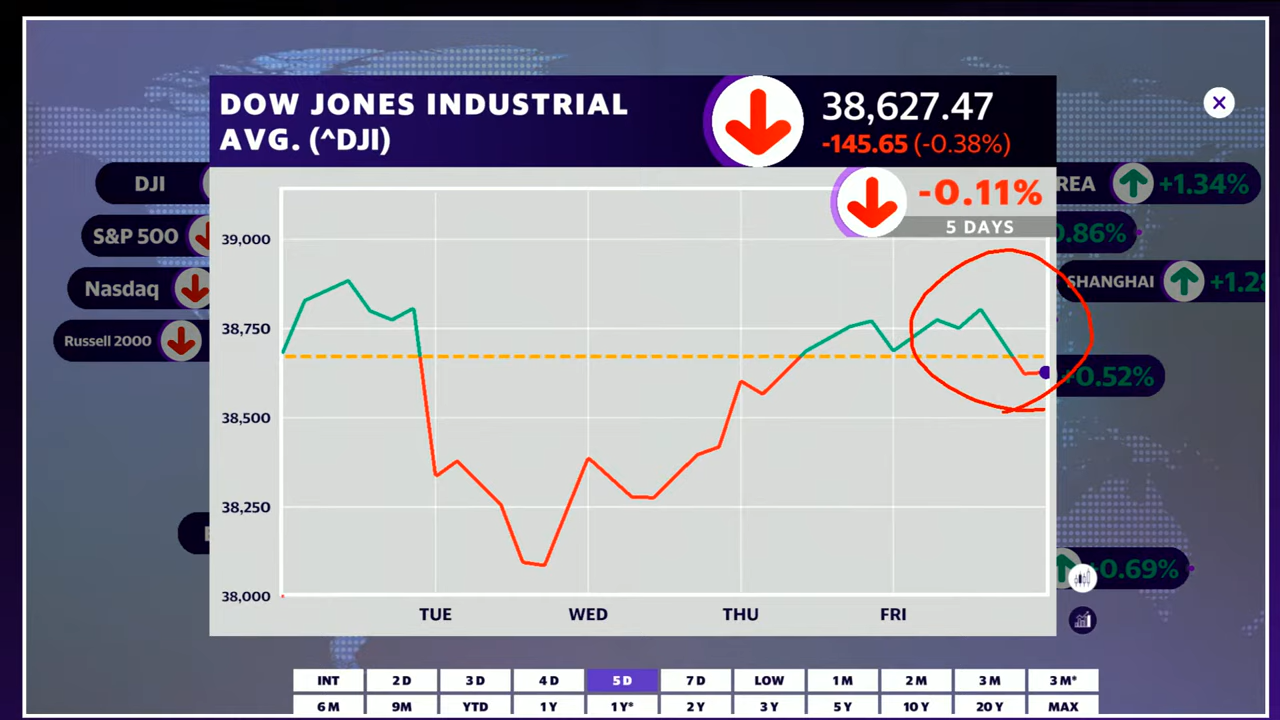 DOW JONES INDUSTRIAL
AVG. (^DJI)
38,627.47
-145.65 (-0.38%)
-0.11%
5 DAYS
DJI
S&P 500
Nasdaq
Russell 2000
REA +1.34%
0.86%
SHANGHAI +1.28
+0.52%
+0.69%
39,000
38,750
38,500
38,250
38,000
TUE WED THU FRI
INT 2 D 3 D 4 D 5 D 7 D LOW 1 M 2 M 3 M 3 M*
6 M 9M YTD 1 Y 1 Y* 2 Y 3 Y 5 Y 10 Y 20 Y MAX